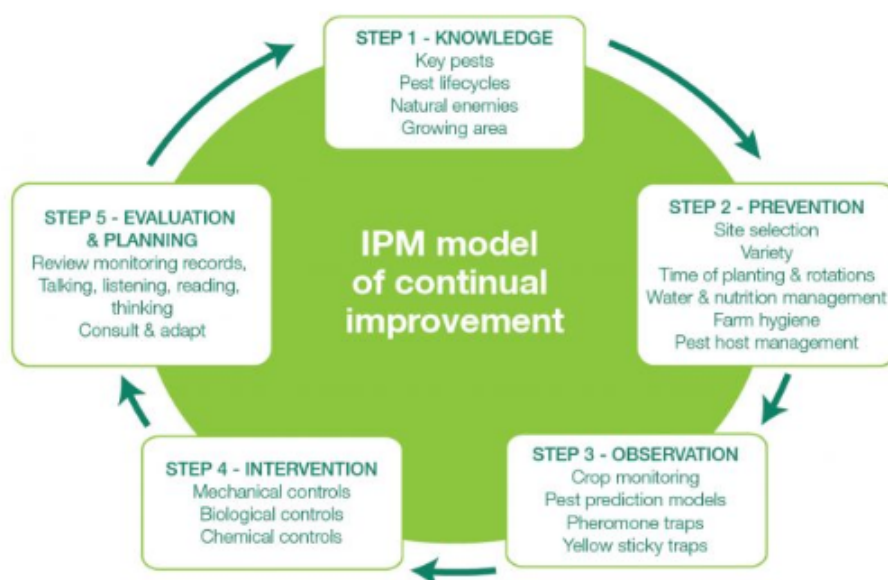 STEP 1 - KNOWLEDGE
Key pests
Pest lifecycles
Natural enemies
Growing area
STEP 2 - PREVENTION
Site selection
Variety
Time of planting & rotations
Water & nutrition management
Farm hygiene
Pest host management
STEP 3 - OBSERVATION
Crop monitoring
Pest prediction models
Pheromone traps
Yellow sticky traps
STEP 4 - INTERVENTION
Mechanical controls
Biological controls
Chemical controls
STEP 5 - EVALUATION
& PLANNING
Review monitoring records,
Talking, listening, reading,
thinking
Consult & adapt
IPM model
of continual
improvement